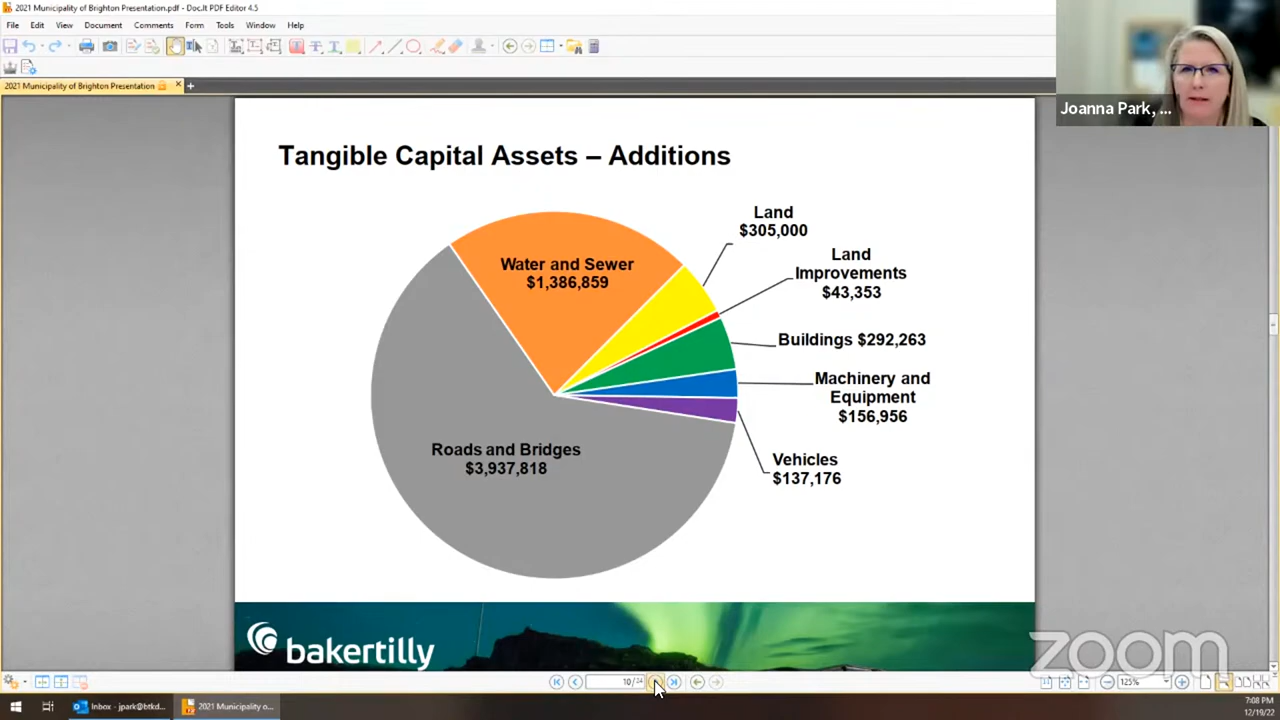 2021 Municipality of Brighton Presentation.pdf - Doc.It PDF Editor 4.5
File Edit View Document Comments Form Tools Window Help
2021 Municipality of Brighton Presentation
Joanna Park, ...
Tangible Capital Assets – Additions
Land
$305,000
Land
Improvements
$43,353
Water and Sewer
$1,386,859
Buildings $292,263
Machinery and
Equipment
$156,956
Roads and Bridges
$3,937,818
Vehicles
$137,176
bakertilly
zoom
10/24
125%
Inbox - jpark@btkd...
2021 Municipality o...
7:08 PM
12/19/22